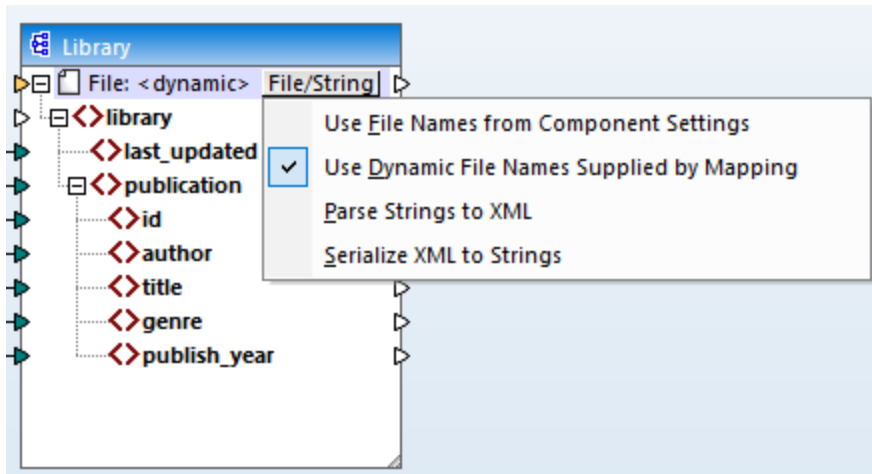 Library
File: <dynamic> File/String
library
Use File Names from Component Settings
last_updated
Use Dynamic File Names Supplied by Mapping
publication
Parse Strings to XML
id
Serialize XML to Strings
author
title
genre
publish_year